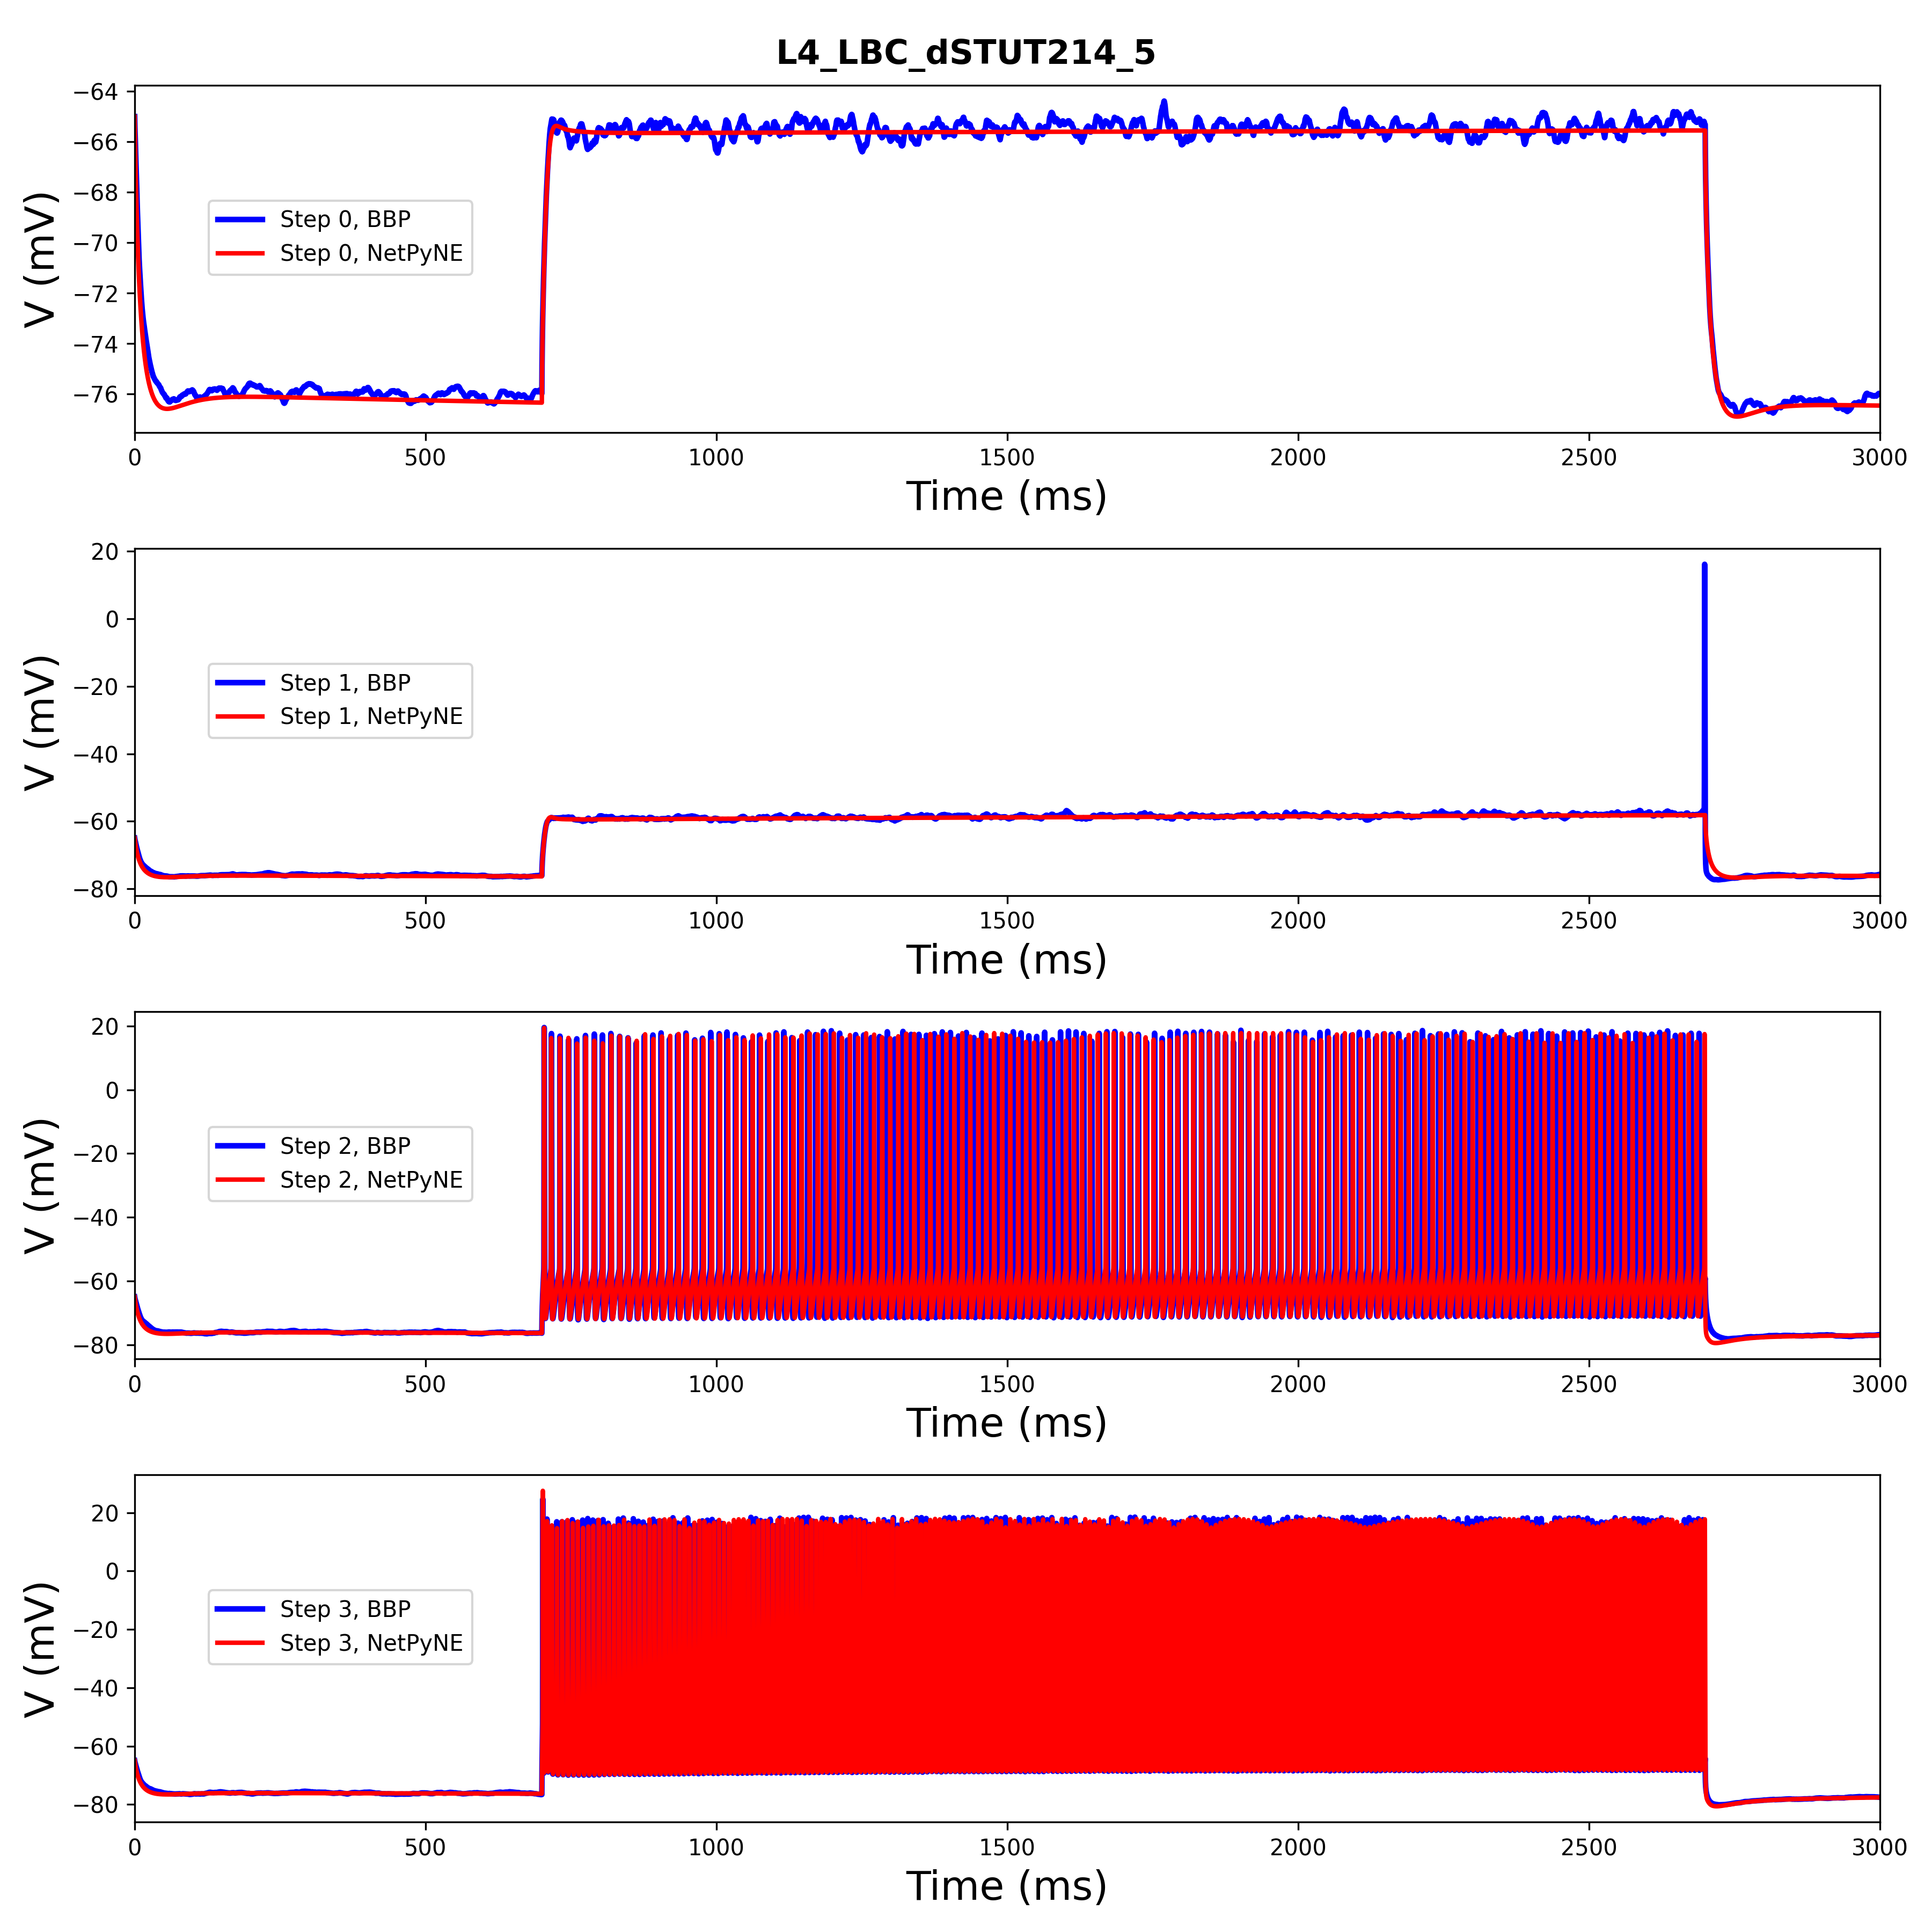 L4_LBC_dSTUT214_5
−64
−66
−68
−70
−72
−74
−76
V (mV)
Step 0, BBP
Step 0, NetPyNE
0 500 1000 1500 2000 2500 3000
Time (ms)
20
0
−20
−40
−60
−80
V (mV)
Step 1, BBP
Step 1, NetPyNE
0 500 1000 1500 2000 2500 3000
Time (ms)
20
0
−20
−40
−60
−80
V (mV)
Step 2, BBP
Step 2, NetPyNE
0 500 1000 1500 2000 2500 3000
Time (ms)
20
0
−20
−40
−60
−80
V (mV)
Step 3, BBP
Step 3, NetPyNE
0 500 1000 1500 2000 2500 3000
Time (ms)